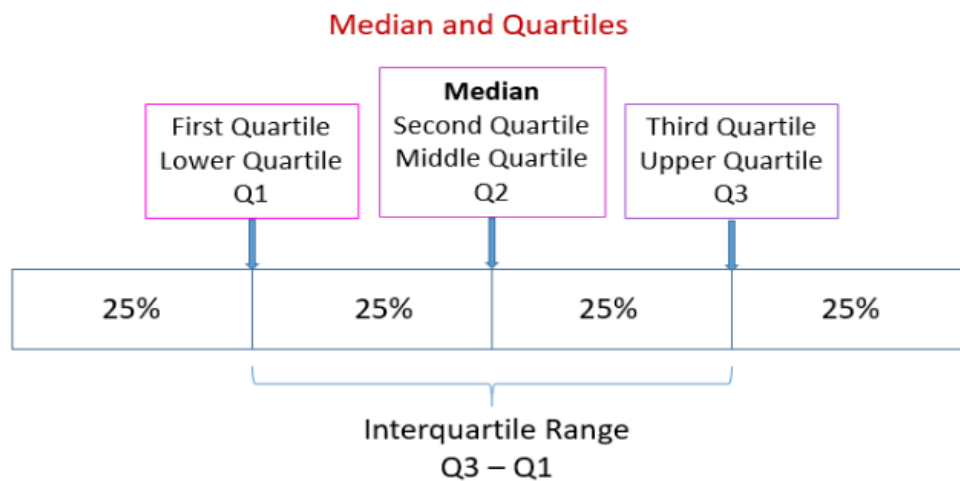 Median and Quartiles
First Quartile
Lower Quartile
Q1
Median
Second Quartile
Middle Quartile
Q2
Third Quartile
Upper Quartile
Q3
25%
25%
25%
25%
Interquartile Range
Q3 – Q1